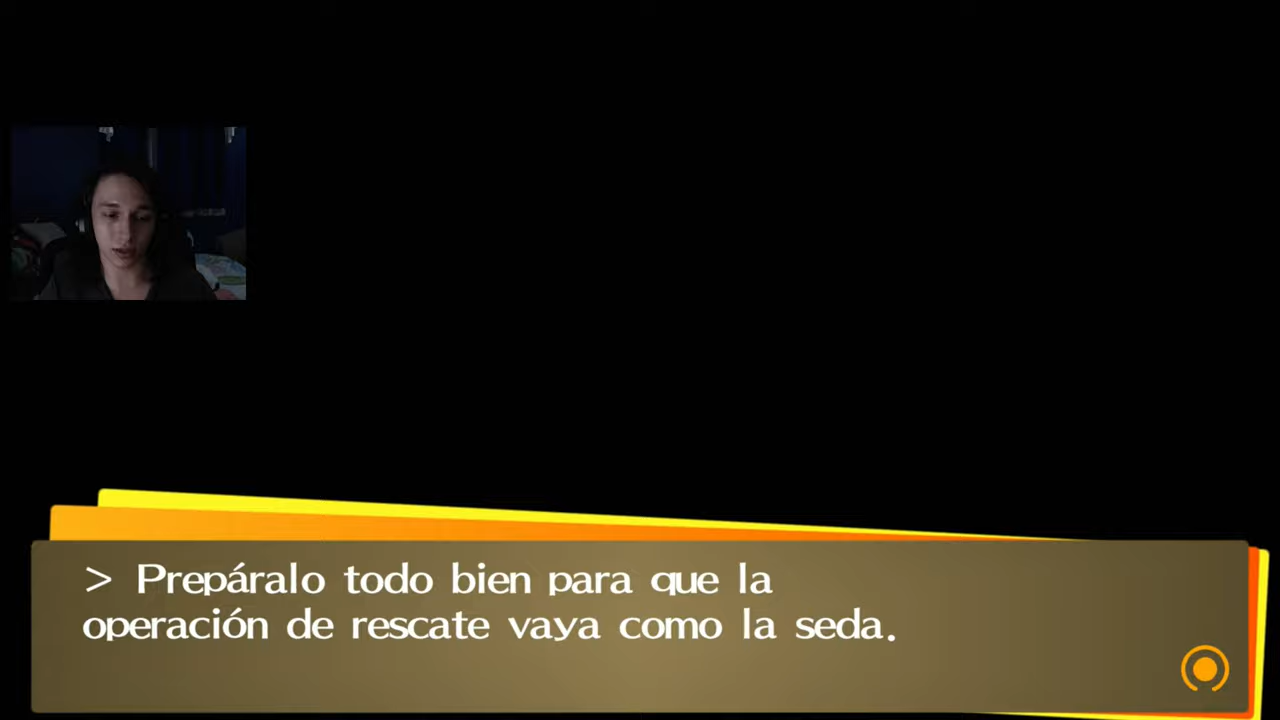 > Prepáralo todo bien para que la
operación de rescate vaya como la seda.